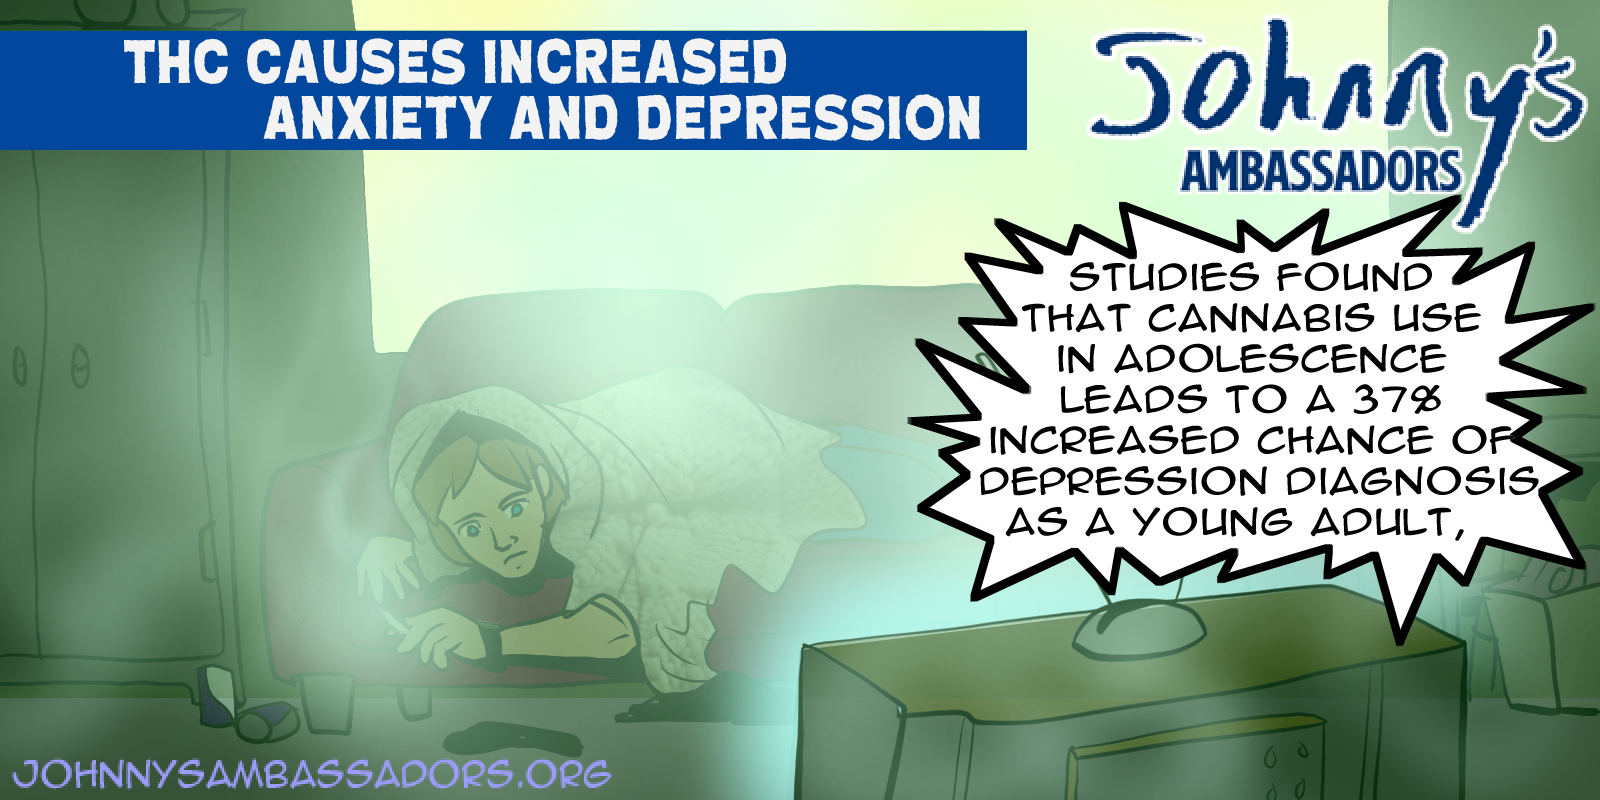 THC CAUSES INCREASED
ANXIETY AND DEPRESSION
Johnny's
AMBASSADORS
STUDIES FOUND
THAT CANNABIS USE
IN ADOLESCENCE
LEADS TO A 37%
INCREASED CHANCE OF
DEPRESSION DIAGNOSIS
AS A YOUNG ADULT,
JOHNNYSAMBASSADORS.ORG